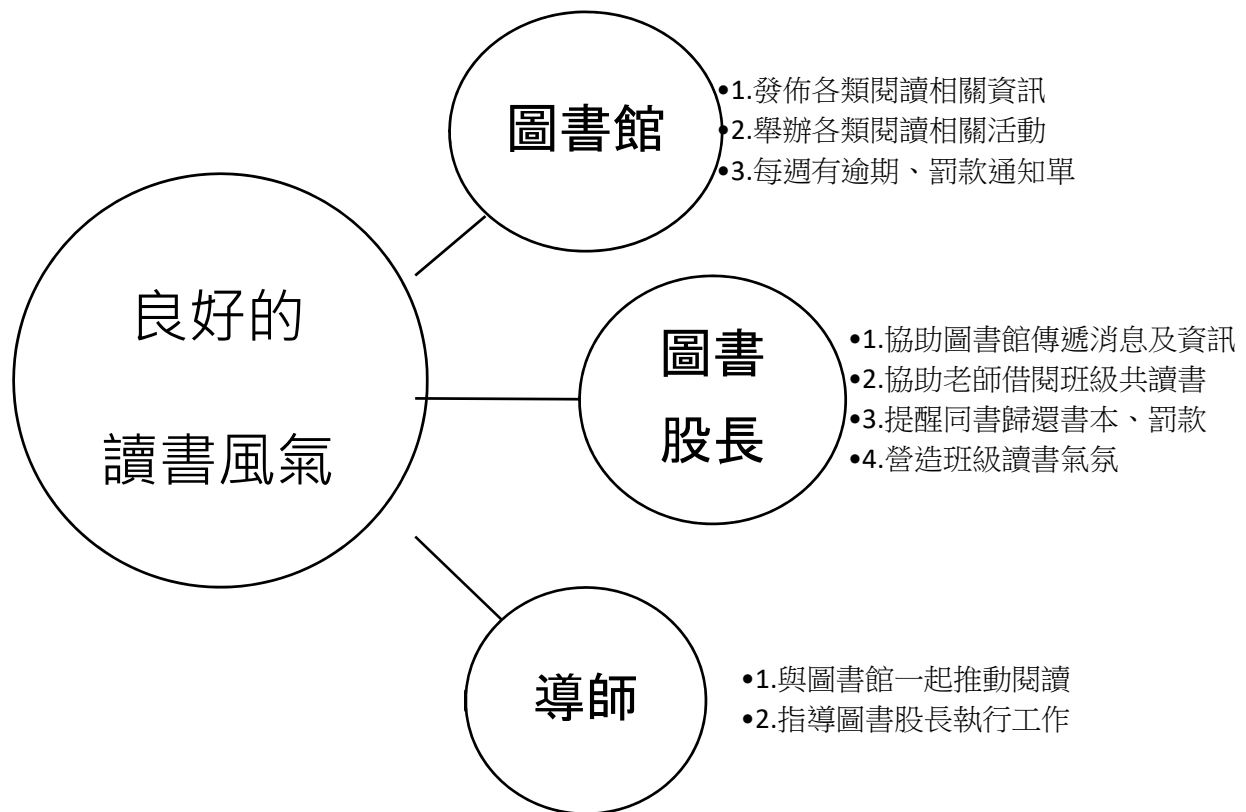 良好的
讀書風氣
圖書館
•1.發佈各類閱讀相關資訊
•2.舉辦各類閱讀相關活動
•3.每週有逾期、罰款通知單
圖書
股長
•1.協助圖書館傳遞消息及資訊
•2.協助老師借閱班級共讀書
•3.提醒同書歸還書本、罰款
•4.營造班級讀書氣氛
導師
•1.與圖書館一起推動閱讀
•2.指導圖書股長執行工作